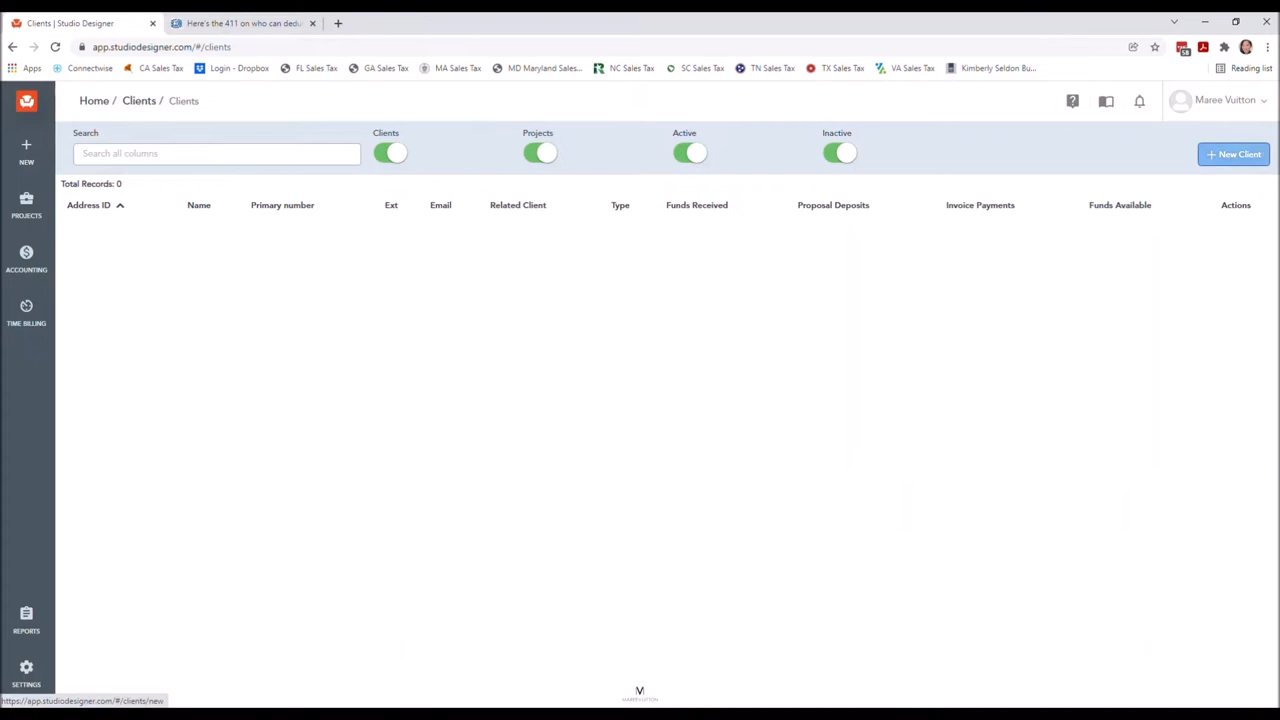 Clients | Studio Designer
Here's the 411 on who can dedu
app.studiodesigner.com/#/clients
58
Apps Connectwise CA Sales Tax Login - Dropbox FL Sales Tax GA Sales Tax MA Sales Tax MD Maryland Sales... NC Sales Tax SC Sales Tax TN Sales Tax TX Sales Tax VA Sales Tax Kimberly Seldon Bu... Reading list
Home / Clients / Clients
Maree Vuitton
NEW
PROJECTS
ACCOUNTING
TIME BILLING
REPORTS
SETTINGS
Search Clients Projects Active Inactive
Search all columns
+ New Client
Total Records: 0
Address ID Name Primary number Ext Email Related Client Type Funds Received Proposal Deposits Invoice Payments Funds Available Actions
https://app.studiodesigner.com/#/clients/new
M
MAREE VUITTON